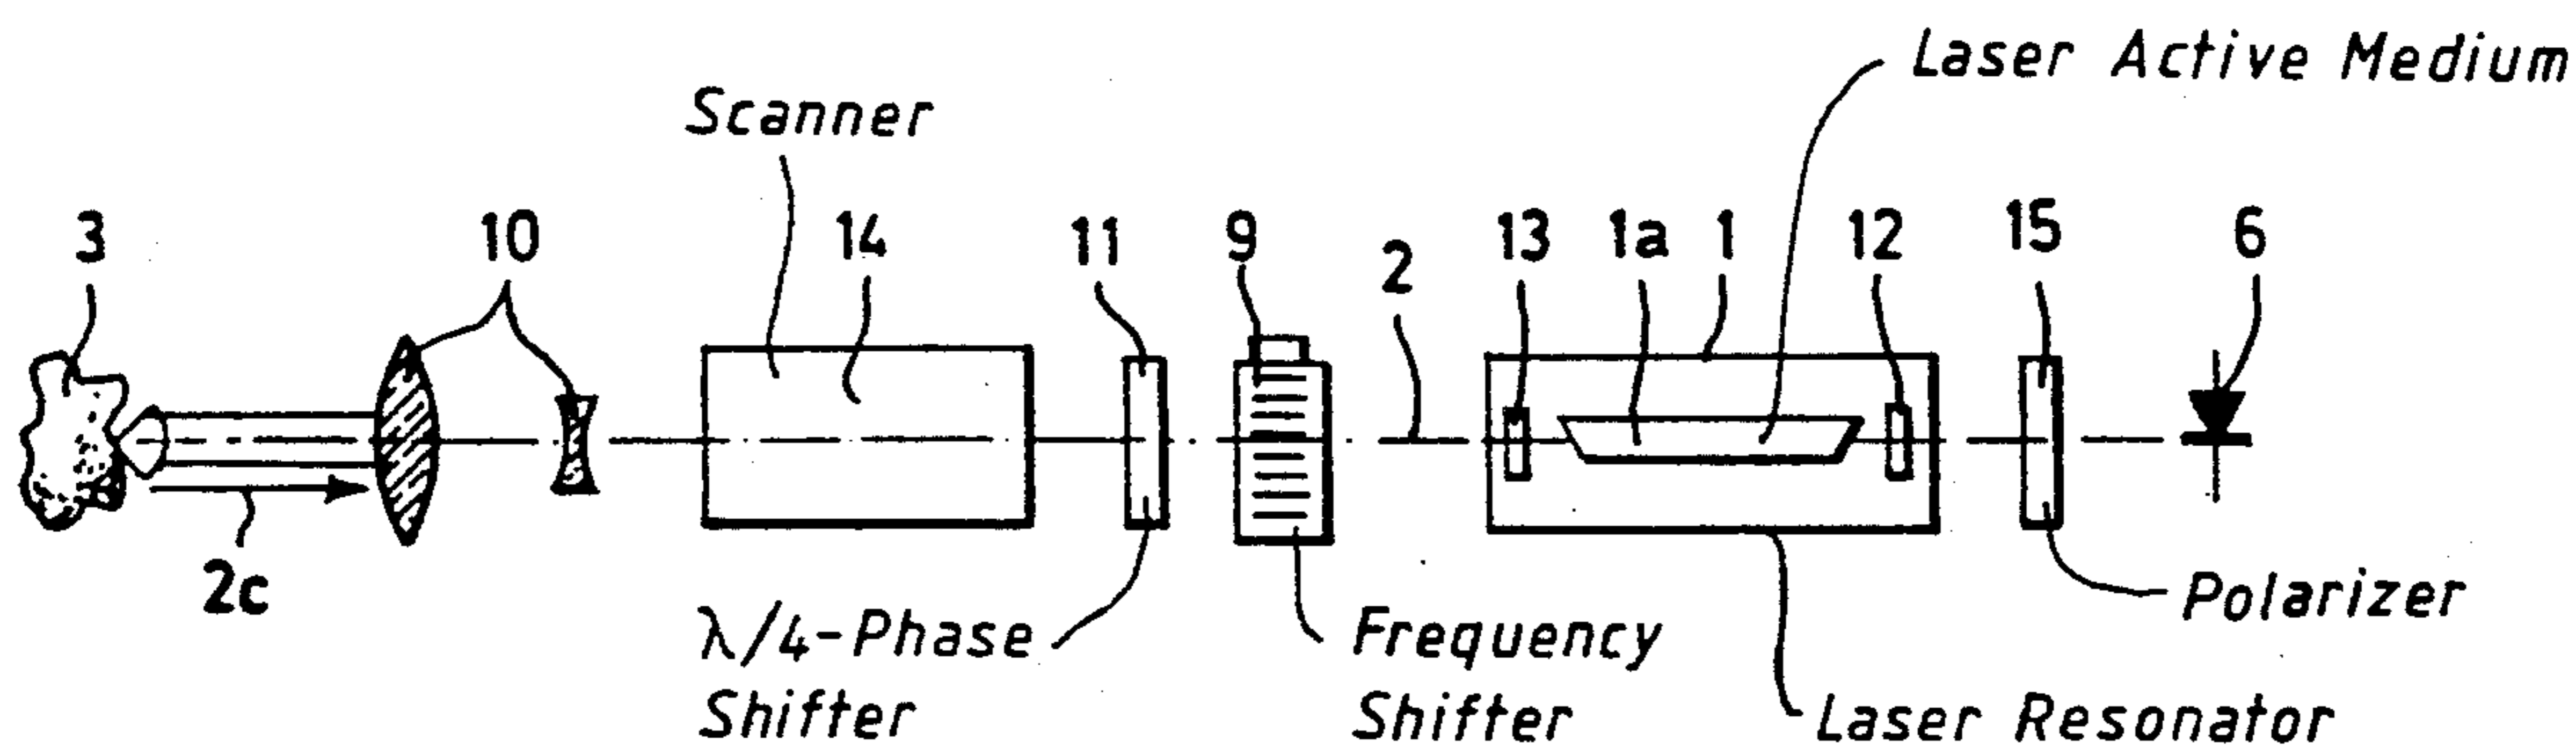 Laser Active Medium
Scanner
3
10
14
11
9
2
13
1a
1
12
15
6
2c
λ/4-Phase
Shifter
Frequency
Shifter
Polarizer
Laser Resonator